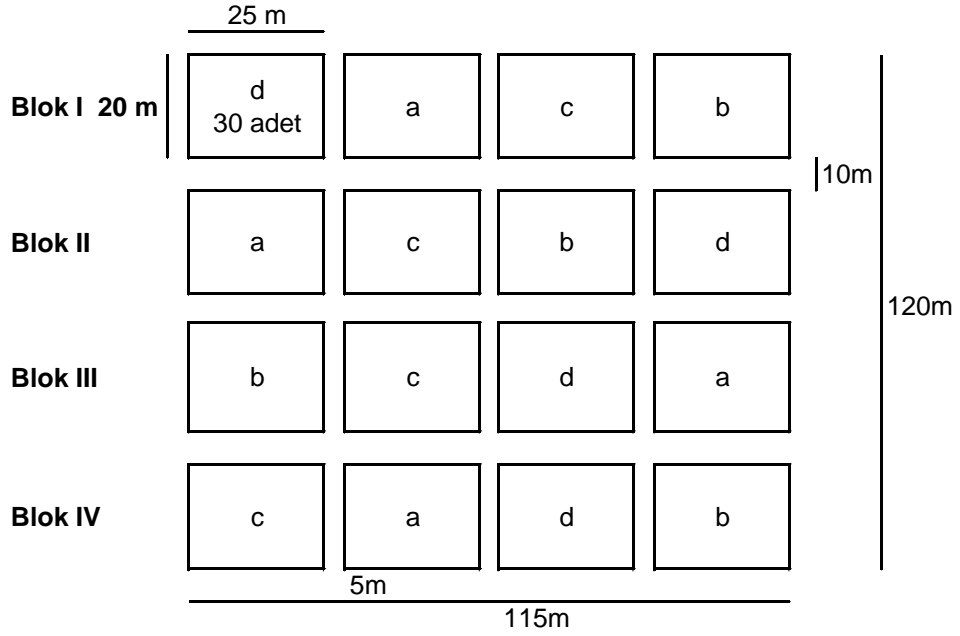 25 m
Blok I 20 m
d
30 adet
a
c
b
10m
Blok II
a
c
b
d
120m
Blok III
b
c
d
a
Blok IV
c
a
d
b
5m
115m